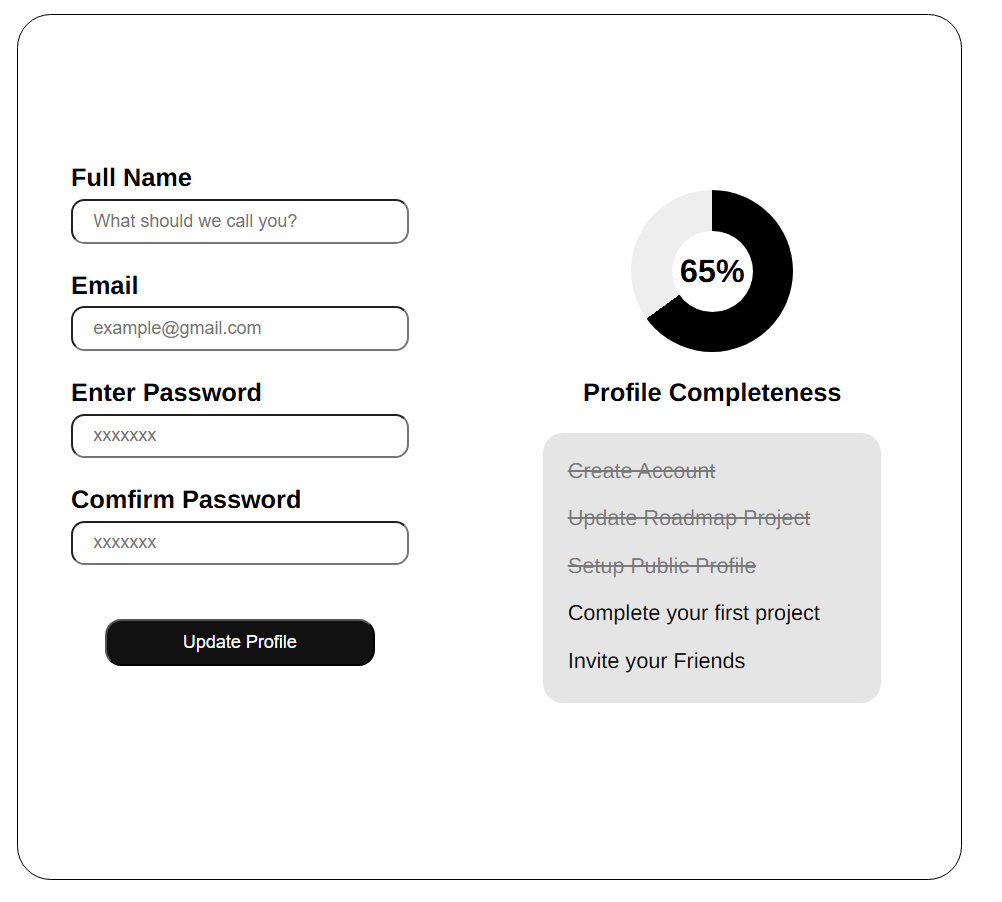 Full Name
What should we call you?
Email
example@gmail.com
Enter Password
xxxxxxx
Comfirm Password
xxxxxxx
Update Profile
65%
Profile Completeness
Create Account
Update Roadmap Project
Setup Public Profile
Complete your first project
Invite your Friends